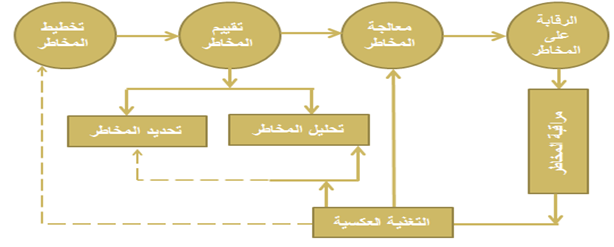 تخطيط
المخاطر
تقييم
المخاطر
معالجة
المخاطر
الرقابة
على
المخاطر
تحديد المخاطر
تحليل المخاطر
مراقبة المخاطر
التغذية العكسية